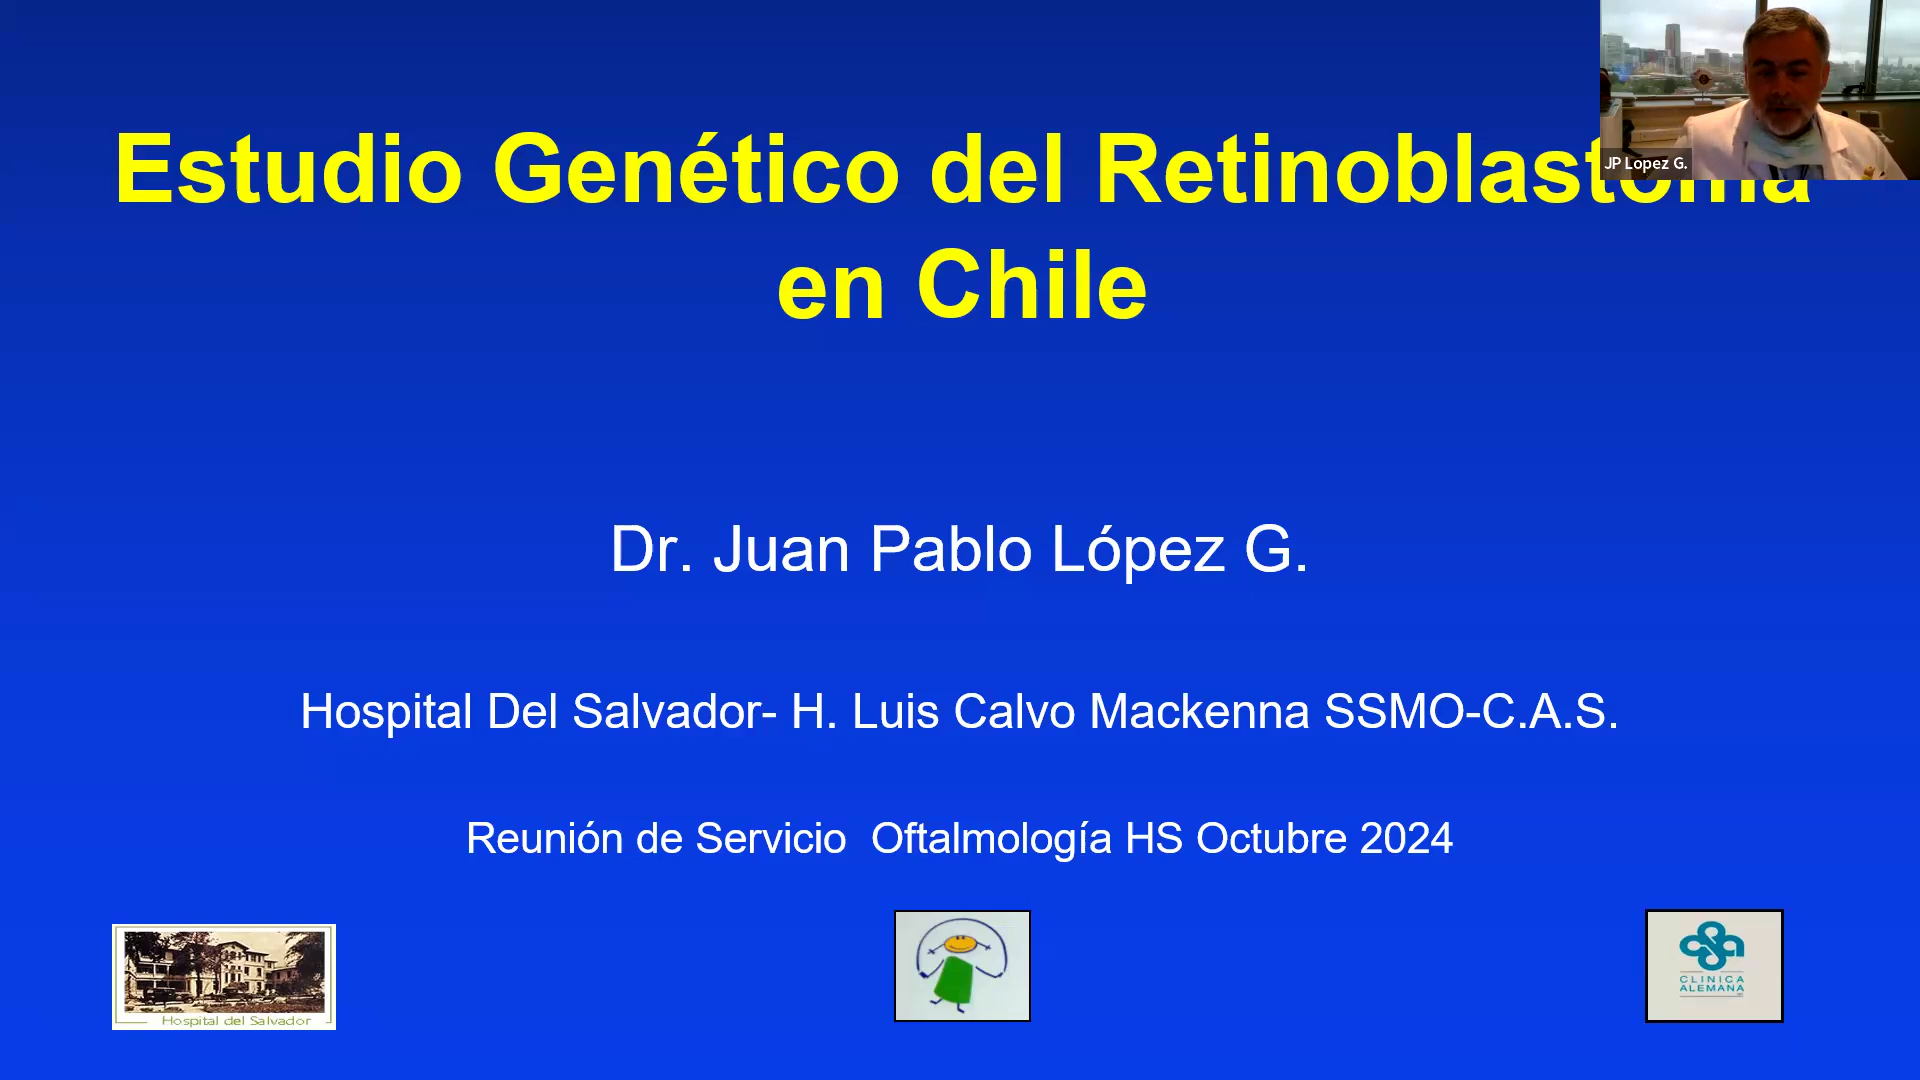 Estudio Genético del Retinoblastoma
en Chile
JP Lopez G.
Dr. Juan Pablo López G.
Hospital Del Salvador- H. Luis Calvo Mackenna SSMO-C.A.S.
Reunión de Servicio  Oftalmología HS Octubre 2024
Hospital del Salvador
CLINICA
ALEMANA